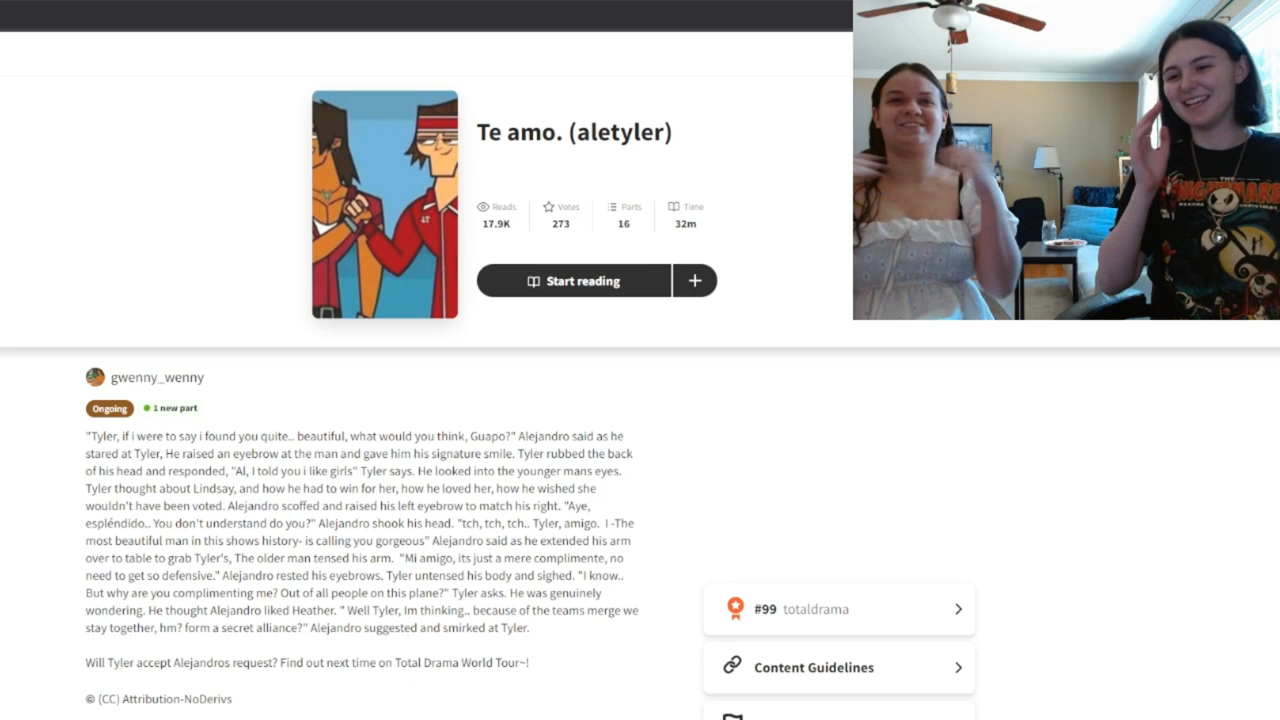 Te amo. (aletyler)
Reads Votes Parts Time
17.9K 273 16 32m
Start reading +
gwenny_wenny
Ongoing 1 new part
"Tyler, if i were to say i found you quite.. beautiful, what would you think, Guapo?" Alejandro said as he
stared at Tyler, He raised an eyebrow at the man and gave him his signature smile. Tyler rubbed the back
of his head and responded, "Al, I told you i like girls" Tyler says. He looked into the younger mans eyes.
Tyler thought about Lindsay, and how he had to win for her, how he loved her, how he wished she
wouldn't have been voted. Alejandro scoffed and raised his left eyebrow to match his right. "Aye,
espléndido.. You don't understand do you?" Alejandro shook his head. "tch, tch, tch.. Tyler, amigo. I -The
most beautiful man in this shows history- is calling you gorgeous" Alejandro said as he extended his arm
over to table to grab Tyler's, The older man tensed his arm. "Mi amigo, its just a mere complimente, no
need to get so defensive." Alejandro rested his eyebrows. Tyler untensed his body and sighed. "I know..
But why are you complimenting me? Out of all people on this plane?" Tyler asks. He was genuinely
wondering. He thought Alejandro liked Heather. " Well Tyler, Im thinking.. because of the teams merge we
stay together, hm? form a secret alliance?" Alejandro suggested and smirked at Tyler.
Will Tyler accept Alejandros request? Find out next time on Total Drama World Tour~!
© (CC) Attribution-NoDerivs
#99 totaldrama
Content Guidelines
THE
NIGHTMARE